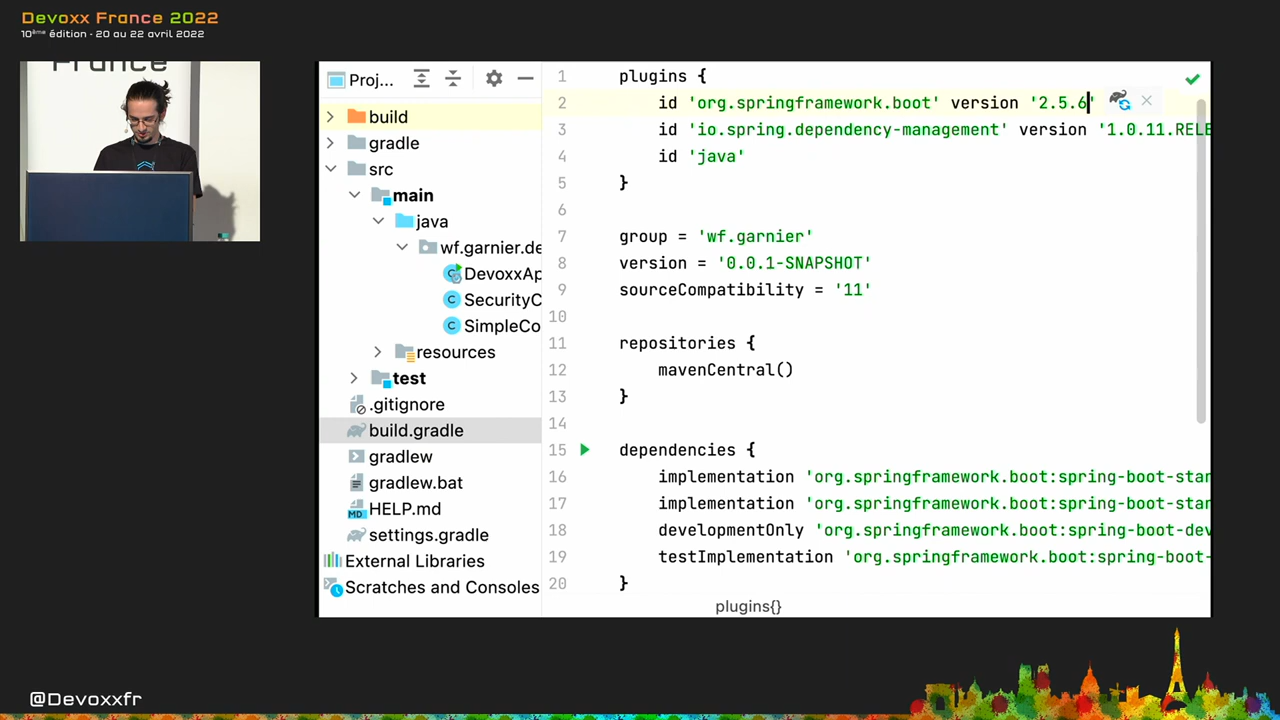 Devoxx France 2022
10ème édition - 20 au 22 avril 2022
France
Proj...
build
gradle
src
main
java
wf.garnier.de
DevoxxAp
SecurityC
SimpleCo
resources
test
.gitignore
build.gradle
gradlew
gradlew.bat
HELP.md
settings.gradle
External Libraries
Scratches and Consoles
1 plugins {
2 id 'org.springframework.boot' version '2.5.6'
3 id 'io.spring.dependency-management' version '1.0.11.RELE
4 id 'java'
5 }
6
7 group = 'wf.garnier'
8 version = '0.0.1-SNAPSHOT'
9 sourceCompatibility = '11'
10
11 repositories {
12 mavenCentral()
13 }
14
15 dependencies {
16 implementation 'org.springframework.boot:spring-boot-star
17 implementation 'org.springframework.boot:spring-boot-star
18 developmentOnly 'org.springframework.boot:spring-boot-dev
19 testImplementation 'org.springframework.boot:spring-boot-
20 }
plugins{}
@Devoxxfr